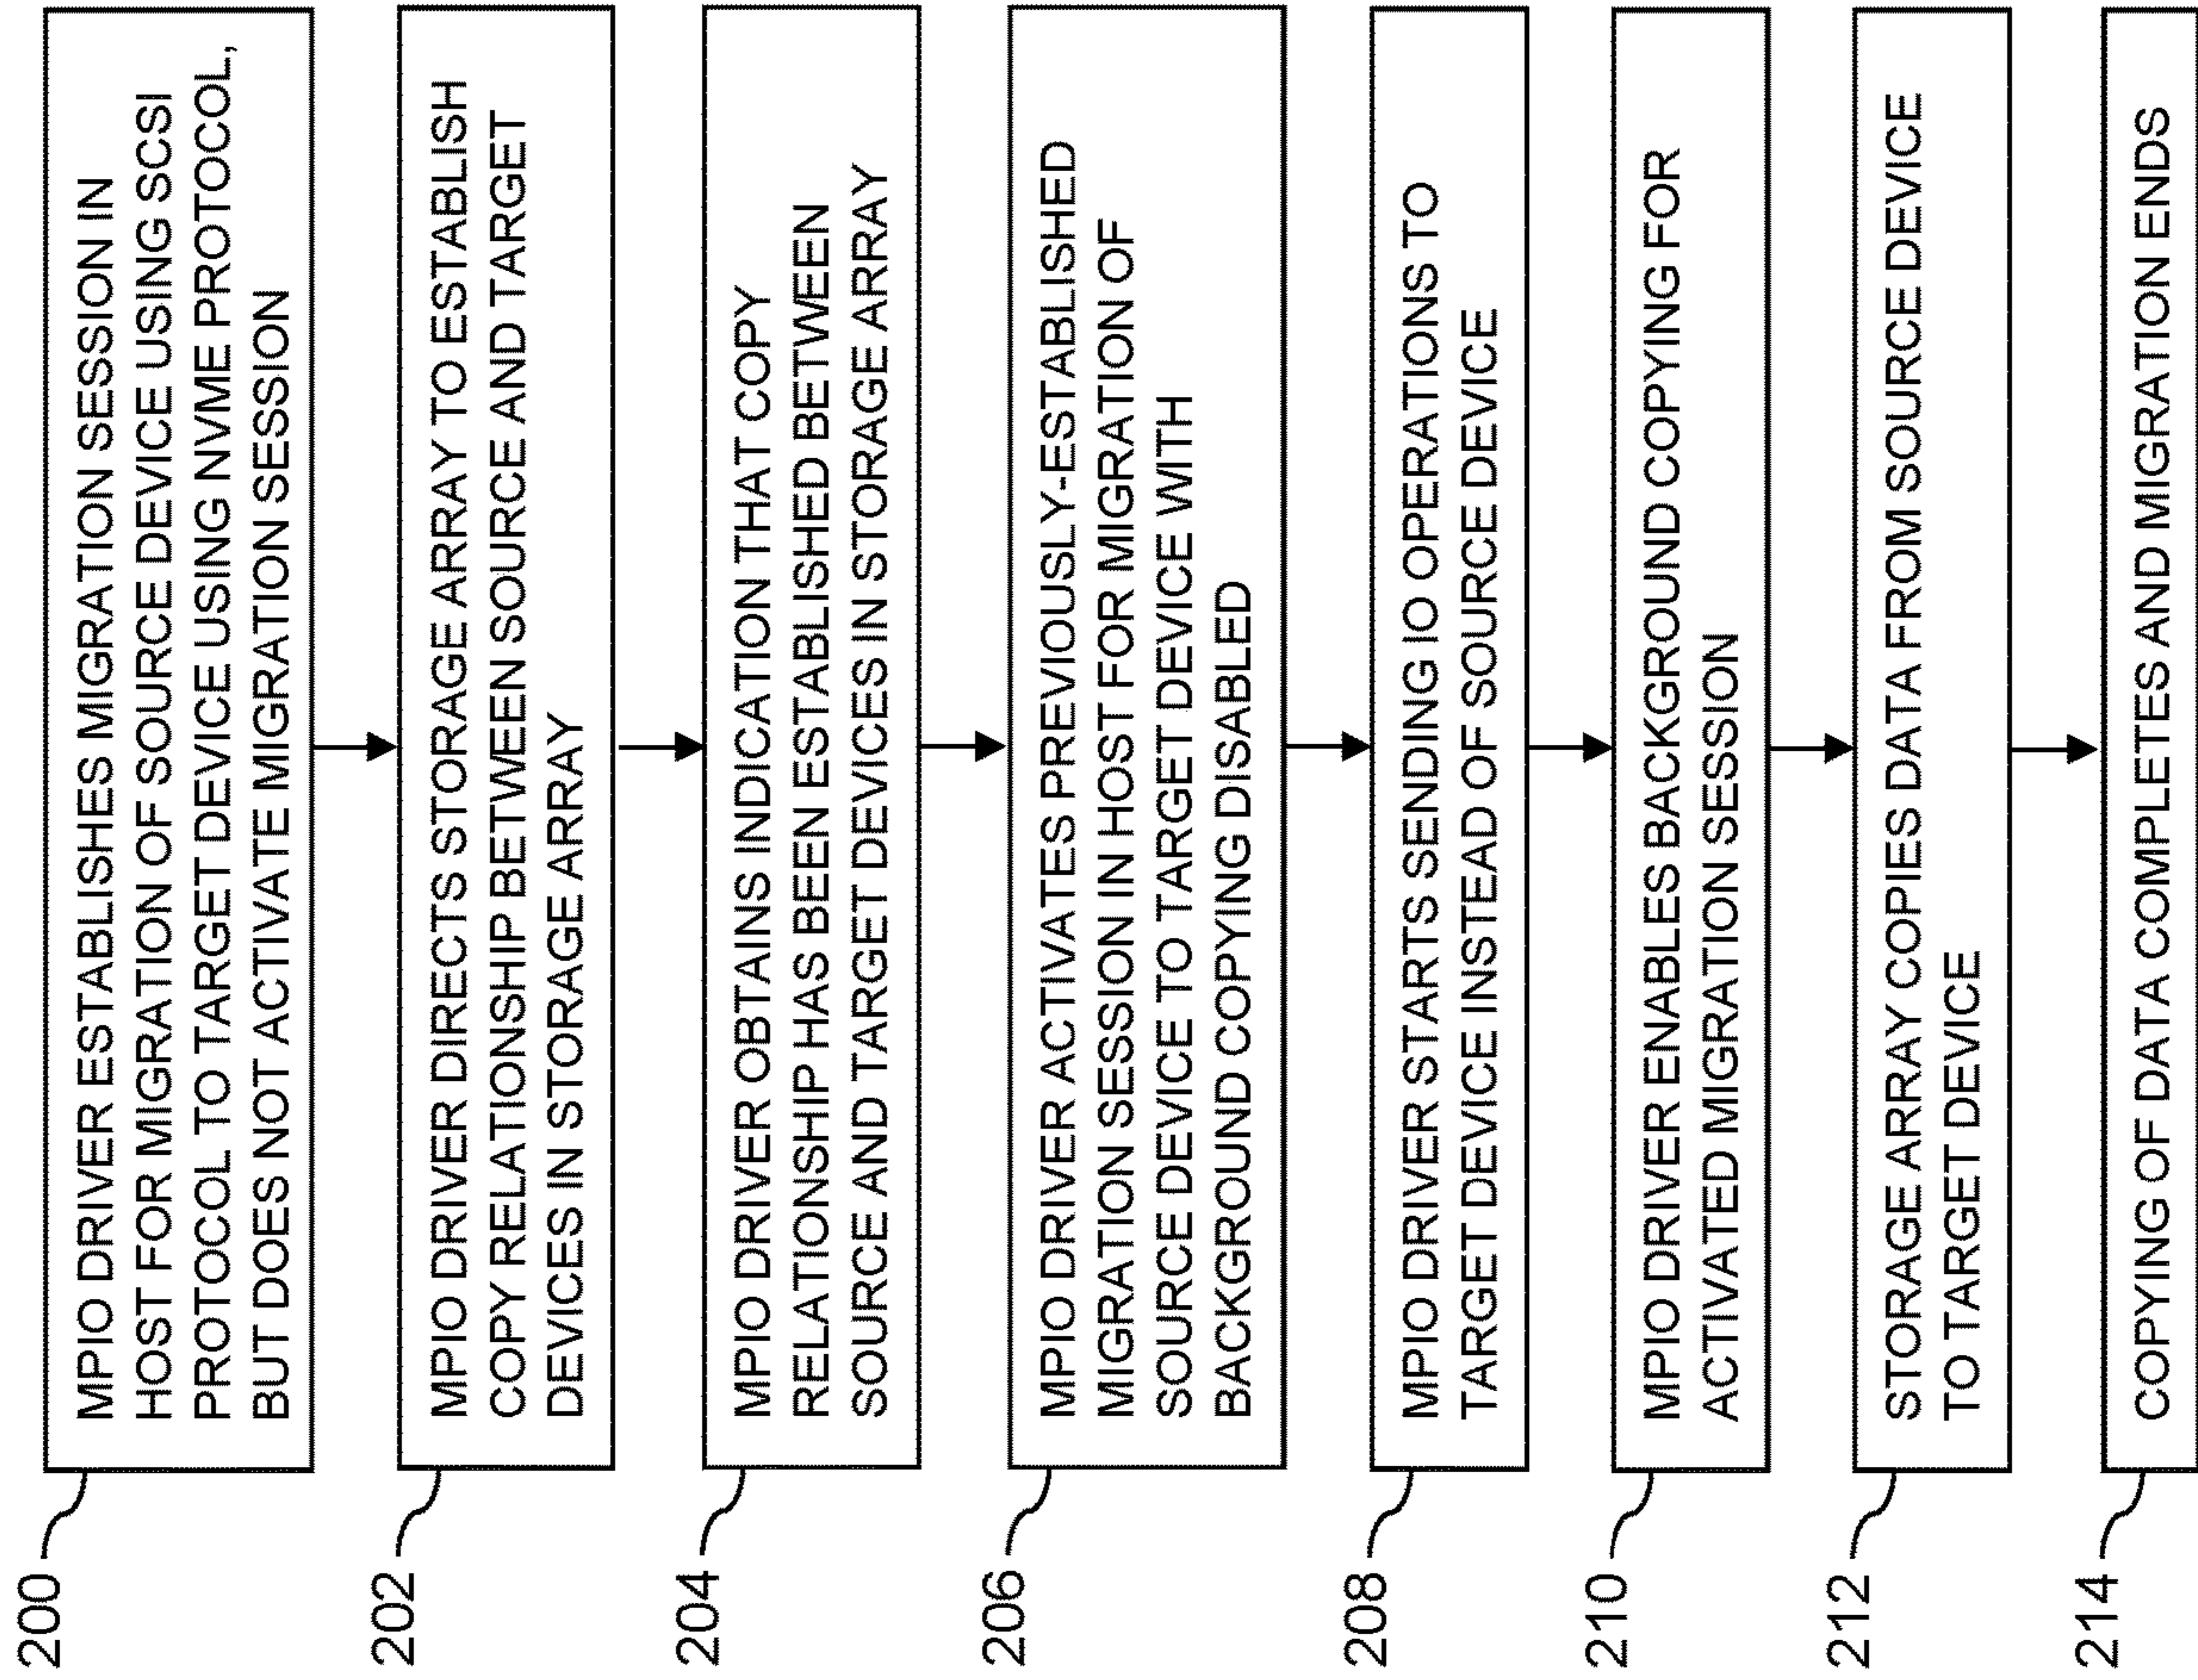 200
MPIO DRIVER ESTABLISHES MIGRATION SESSION IN
HOST FOR MIGRATION OF SOURCE DEVICE USING SCSI
PROTOCOL TO TARGET DEVICE USING NVME PROTOCOL,
BUT DOES NOT ACTIVATE MIGRATION SESSION
202
MPIO DRIVER DIRECTS STORAGE ARRAY TO ESTABLISH
COPY RELATIONSHIP BETWEEN SOURCE AND TARGET
DEVICES IN STORAGE ARRAY
204
MPIO DRIVER OBTAINS INDICATION THAT COPY
RELATIONSHIP HAS BEEN ESTABLISHED BETWEEN
SOURCE AND TARGET DEVICES IN STORAGE ARRAY
206
MPIO DRIVER ACTIVATES PREVIOUSLY-ESTABLISHED
MIGRATION SESSION IN HOST FOR MIGRATION OF
SOURCE DEVICE TO TARGET DEVICE WITH
BACKGROUND COPYING DISABLED
208
MPIO DRIVER STARTS SENDING IO OPERATIONS TO
TARGET DEVICE INSTEAD OF SOURCE DEVICE
210
MPIO DRIVER ENABLES BACKGROUND COPYING FOR
ACTIVATED MIGRATION SESSION
212
STORAGE ARRAY COPIES DATA FROM SOURCE DEVICE
TO TARGET DEVICE
214
COPYING OF DATA COMPLETES AND MIGRATION ENDS